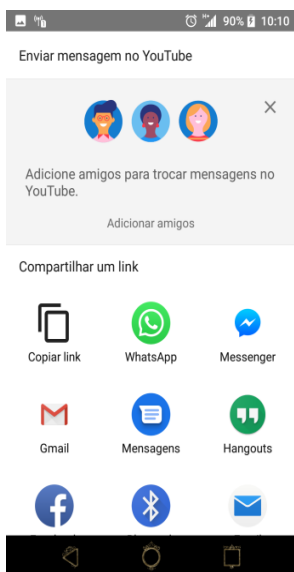 90% 10:10
Enviar mensagem no YouTube
Adicione amigos para trocar mensagens no
YouTube.
Adicionar amigos
Compartilhar um link
Copiar link WhatsApp Messenger
Gmail Mensagens Hangouts